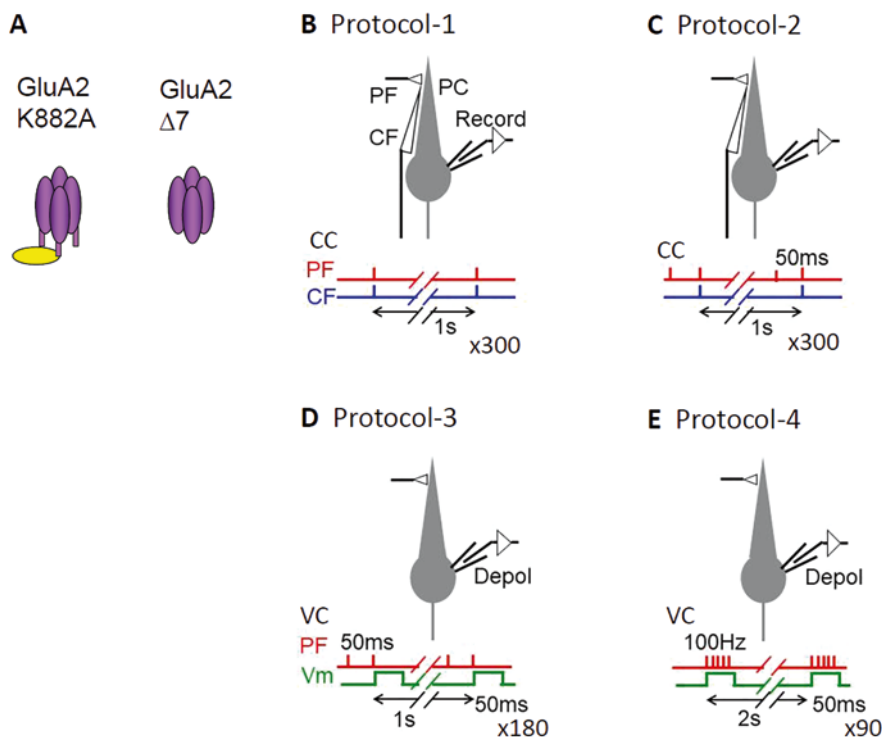 A
GluA2
K882A
GluA2
Δ7
B Protocol-1
PF
PC
CF
Record
CC
PF
CF
1s
x300
C Protocol-2
CC
50ms
1s
x300
D Protocol-3
Depol
VC
PF
50ms
Vm
1s
50ms
x180
E Protocol-4
Depol
VC
100Hz
2s
50ms
x90